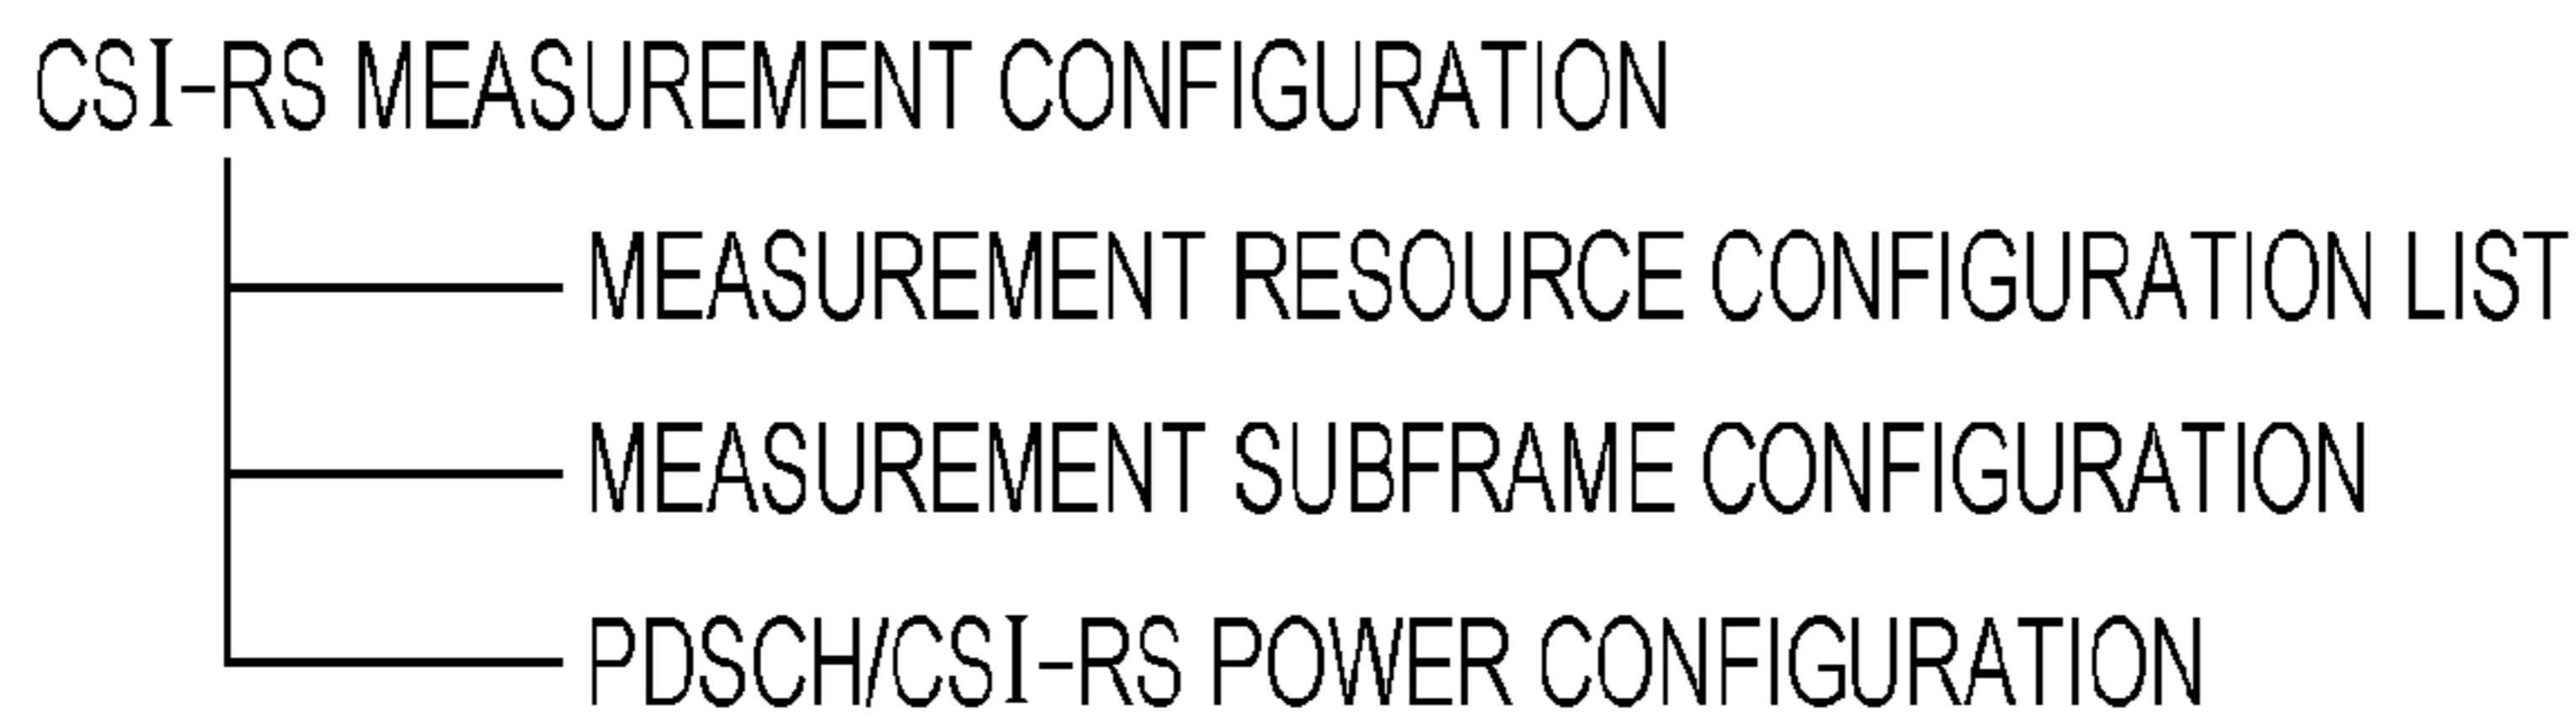 CSI-RS MEASUREMENT CONFIGURATION
MEASUREMENT RESOURCE CONFIGURATION LIST
MEASUREMENT SUBFRAME CONFIGURATION
PDSCH/CSI-RS POWER CONFIGURATION